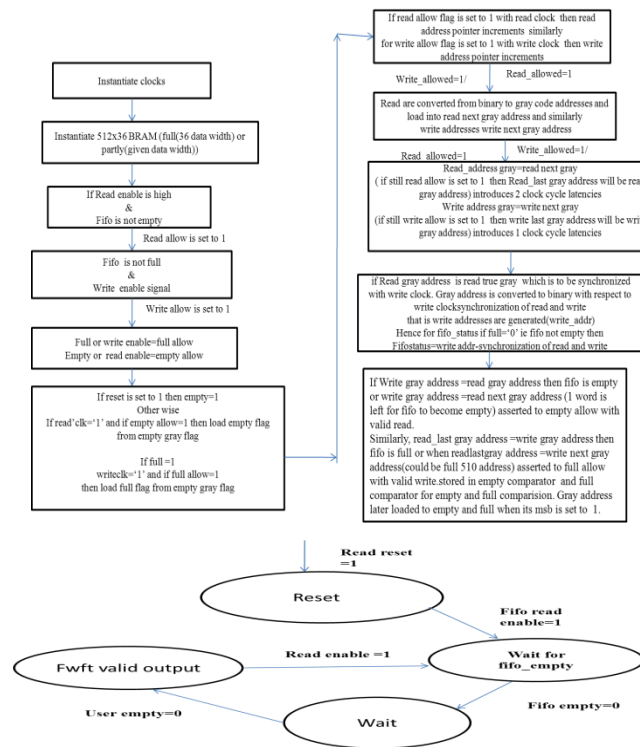 Instantiate clocks
Instantiate 512x36 BRAM (full(36 data width) or
partly(given data width))
If Read enable is high
&
Fifo is not empty
Read allow is set to 1
Fifo is not full
&
Write enable signal
Write allow is set to 1
Full or write enable=full allow
Empty or read enable=empty allow
If reset is set to 1 then empty=1
Other wise
If read'clk='1' and if empty allow=1 then load empty flag
from empty gray flag
If full =1
writeclk='1' and if full allow=1
then load full flag from empty gray flag
If read allow flag is set to 1 with read clock then read
address pointer increments similarly
for write allow flag is set to 1 with write clock then write
address pointer increments
Write_allowed=1/
Read_allowed=1
Read are converted from binary to gray code addresses and
load into read next gray address and similarly
write addresses write next gray address
Read_allowed=1
Write_allowed=1/
Read_address gray=read next gray
( if still read allow is set to 1 then Read_last gray address will be read
gray address) introduces 2 clock cycle latencies
Write address gray=write next gray
(if still write allow is set to 1 then write last gray address will be write
gray address) introduces 1 clock cycle latencies
if Read gray address is read true gray which is to be synchronized
with write clock. Gray address is converted to binary with respect to
write clocksynchronization of read and write
that is write addresses are generated(write_addr)
Hence for fifo_status if full='0' ie fifo not empty then
Fifostatus=write addr-synchronization of read and write
If Write gray address =read gray address then fifo is empty
or write gray address =read next gray address (1 word is
left for fifo to become empty) asserted to empty allow with
valid read.
Similarly, read_last gray address =write next gray address then
fifo is full or when readlastgray address =write next gray
address(could be full 510 address) asserted to full allow
with valid write.stored in empty comparator and full
comparator for empty and full comparision. Gray address
later loaded to empty and full when its msb is set to 1.
Read reset
=1
Reset
Fifo read
enable=1
Fwft valid output
Read enable =1
Wait for
fifo_empty
User empty=0
Wait
Fifo empty=0